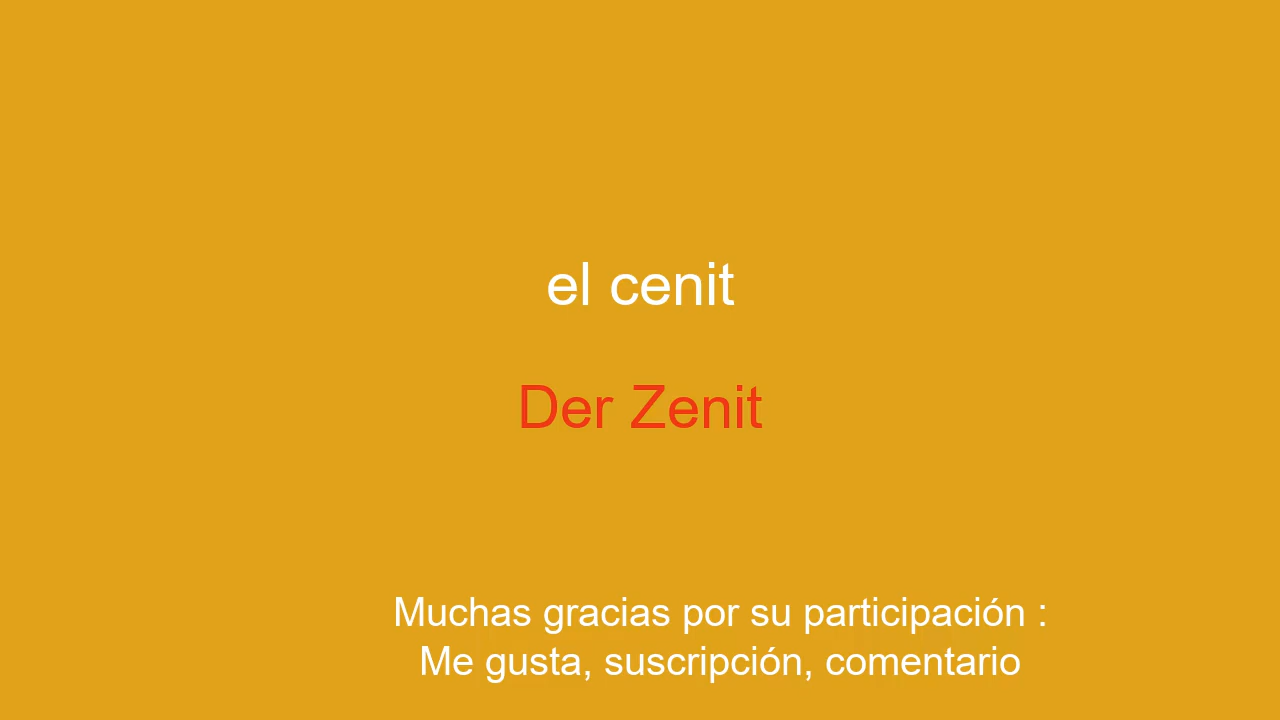 el cenit
Der Zenit
Muchas gracias por su participación :
Me gusta, suscripción, comentario